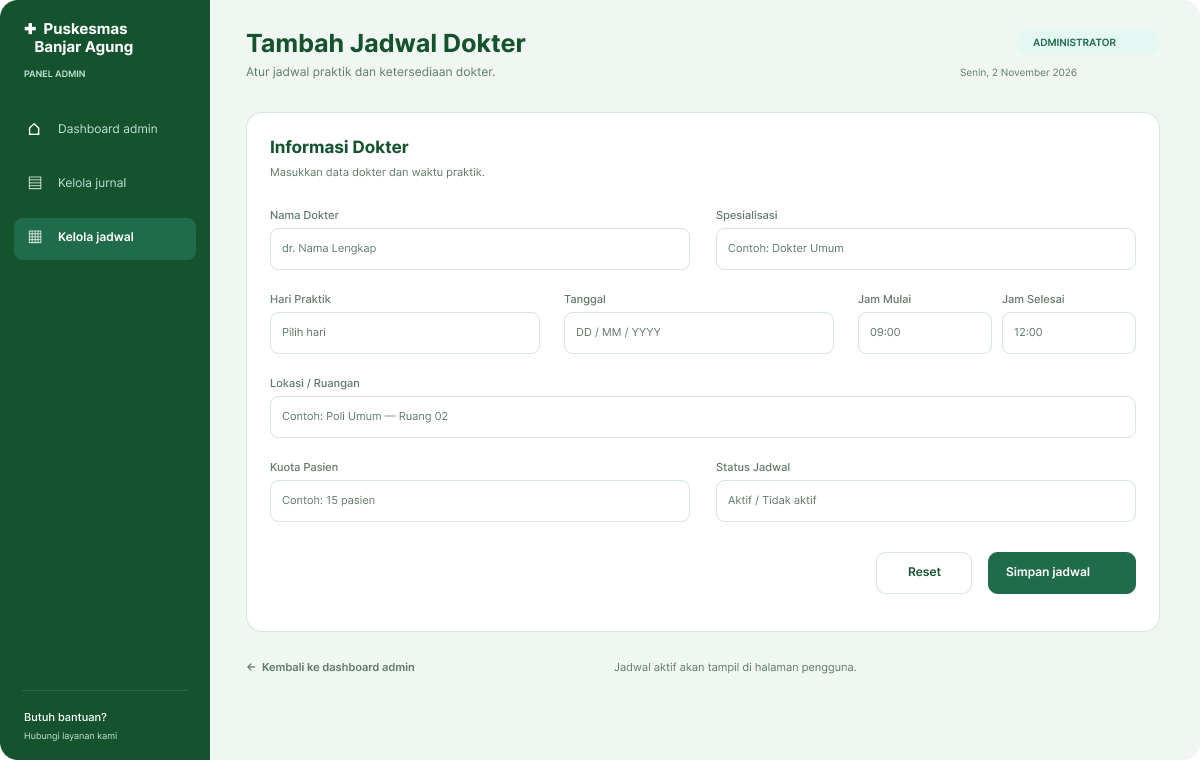 ✚ Puskesmas
Banjar Agung
PANEL ADMIN
Dashboard admin
Kelola jurnal
Kelola jadwal
Butuh bantuan?
Hubungi layanan kami
Tambah Jadwal Dokter
Atur jadwal praktik dan ketersediaan dokter.
ADMINISTRATOR
Senin, 2 November 2026
Informasi Dokter
Masukkan data dokter dan waktu praktik.
Nama Dokter
dr. Nama Lengkap
Spesialisasi
Contoh: Dokter Umum
Hari Praktik
Pilih hari
Tanggal
DD / MM / YYYY
Jam Mulai
09:00
Jam Selesai
12:00
Lokasi / Ruangan
Contoh: Poli Umum — Ruang 02
Kuota Pasien
Contoh: 15 pasien
Status Jadwal
Aktif / Tidak aktif
Reset
Simpan jadwal
← Kembali ke dashboard admin
Jadwal aktif akan tampil di halaman pengguna.